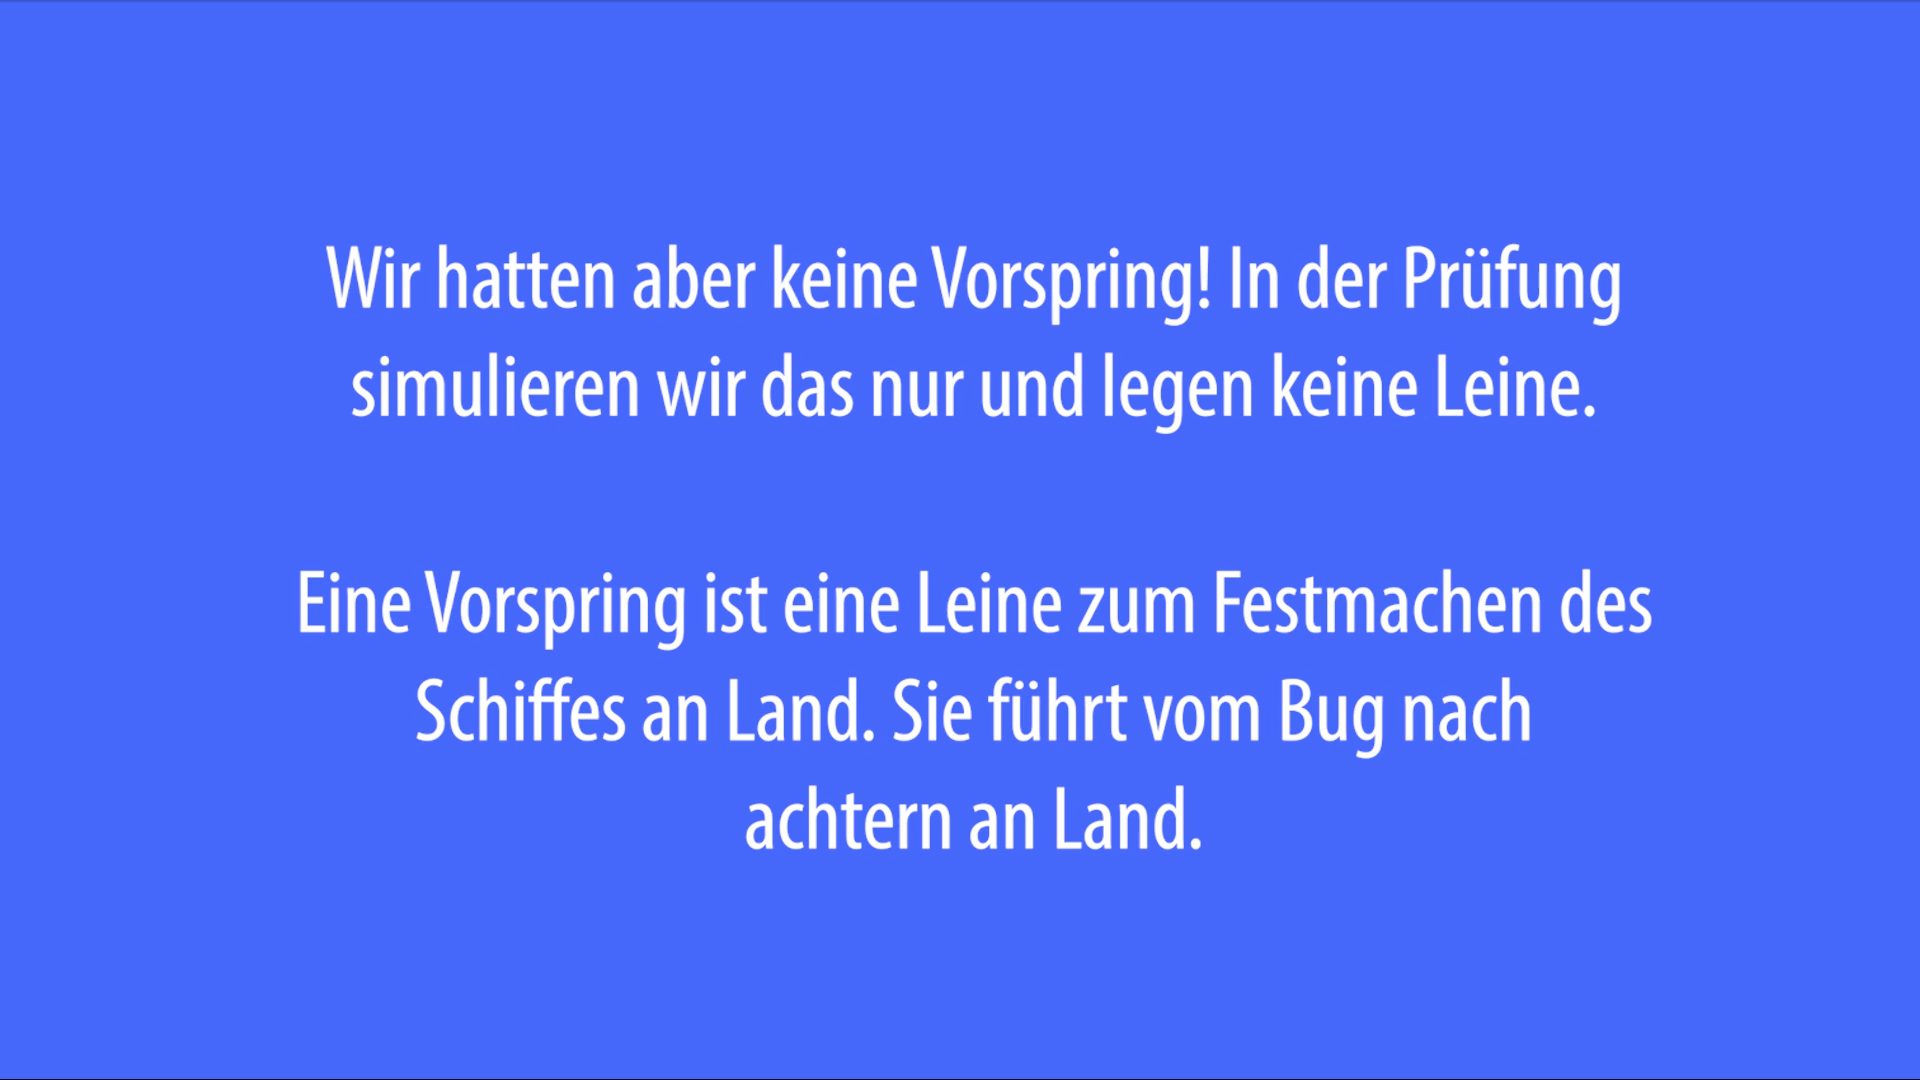 Wir hatten aber keine Vorspring! In der Prüfung
simulieren wir das nur und legen keine Leine.
Eine Vorspring ist eine Leine zum Festmachen des
Schiffes an Land. Sie führt vom Bug nach
achtern an Land.